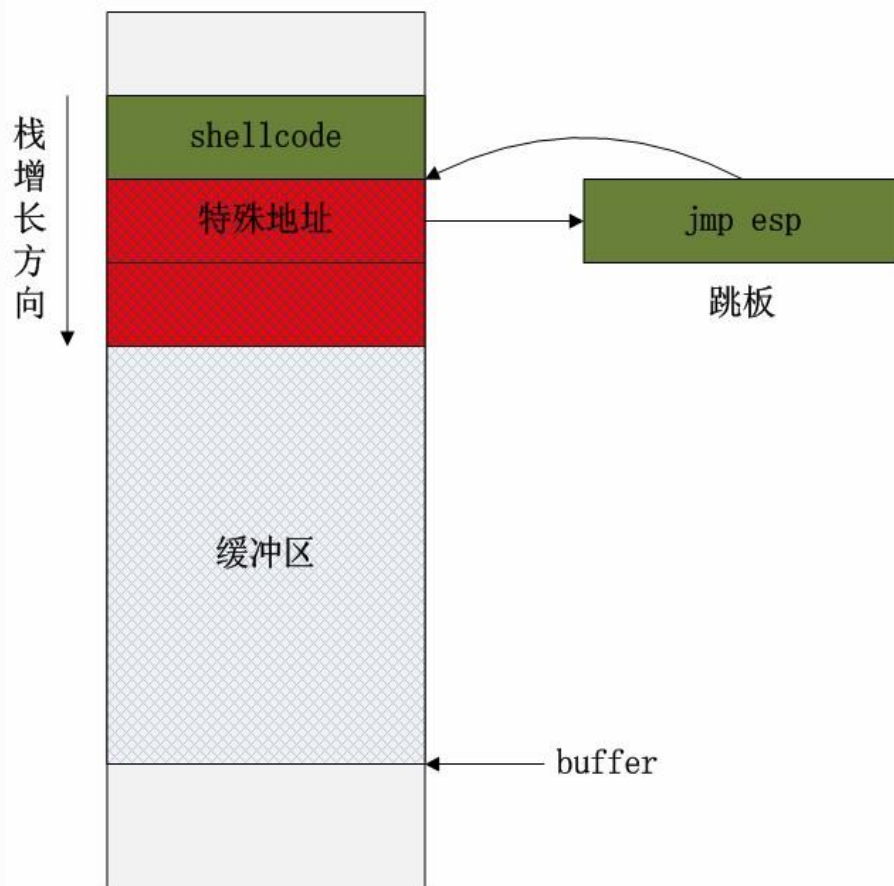 栈增长方向
shellcode
特殊地址
jmp esp
跳板
缓冲区
buffer